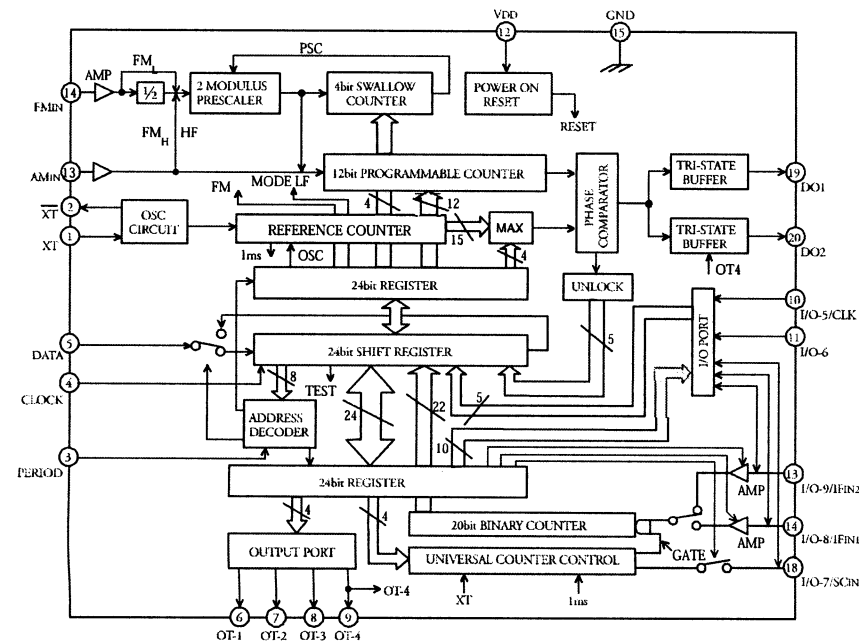 VDD
GND
12
15
PSC
FML
AMP
14
FMIN
½
2 MODULUS
PRESCALER
4bit SWALLOW
COUNTER
POWER ON
RESET
RESET
FMH
HF
13
AMIN
12bit PROGRAMMABLE COUNTER
PHASE
COMPARATOR
TRI-STATE
BUFFER
19
DO1
FM
MODE LF
4
12
2
XT
OSC
CIRCUIT
REFERENCE COUNTER
15
MAX
TRI-STATE
BUFFER
20
DO2
1
XT
1ms
OSC
4
OT4
24bit REGISTER
UNLOCK
10
I/O-5/CLK
I/O PORT
5
DATA
24bit SHIFT REGISTER
5
11
I/O-6
4
CLOCK
8
TEST
24
22
5
ADDRESS
DECODER
10
3
PERIOD
24bit REGISTER
AMP
13
I/O-9/IFIN2
4
4
20bit BINARY COUNTER
AMP
14
I/O-8/IFIN1
OUTPUT PORT
UNIVERSAL COUNTER CONTROL
GATE
18
I/O-7/SCIN
OT-4
XT
1ms
6
7
8
9
OT-1
OT-2
OT-3
OT-4